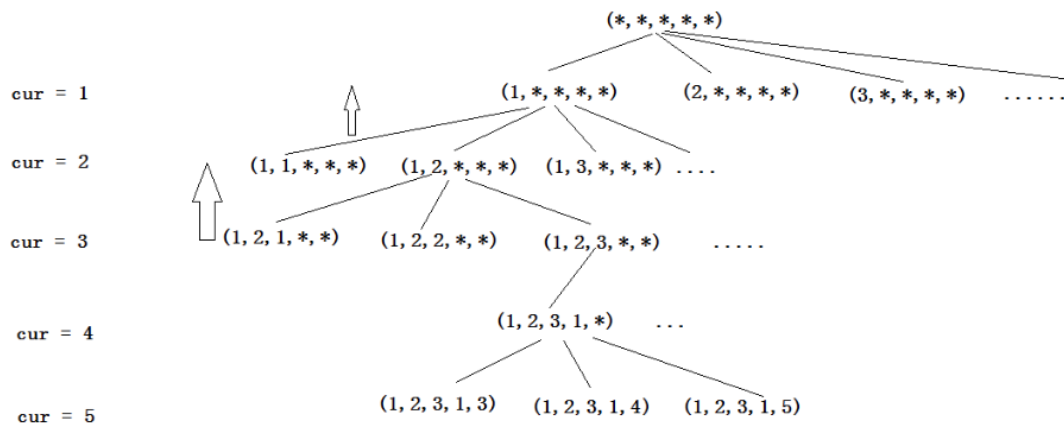 (*, *, *, *, *)
cur = 1 (1, *, *, *, *) (2, *, *, *, *) (3, *, *, *, *) ......
cur = 2 (1, 1, *, *, *) (1, 2, *, *, *) (1, 3, *, *, *) ....
cur = 3 (1, 2, 1, *, *) (1, 2, 2, *, *) (1, 2, 3, *, *) .....
cur = 4 (1, 2, 3, 1, *) ...
cur = 5 (1, 2, 3, 1, 3) (1, 2, 3, 1, 4) (1, 2, 3, 1, 5)